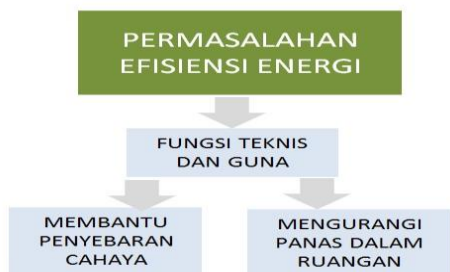 PERMASALAHAN
EFISIENSI ENERGI
FUNGSI TEKNIS
DAN GUNA
MEMBANTU
PENYEBARAN
CAHAYA
MENGURANGI
PANAS DALAM
RUANGAN